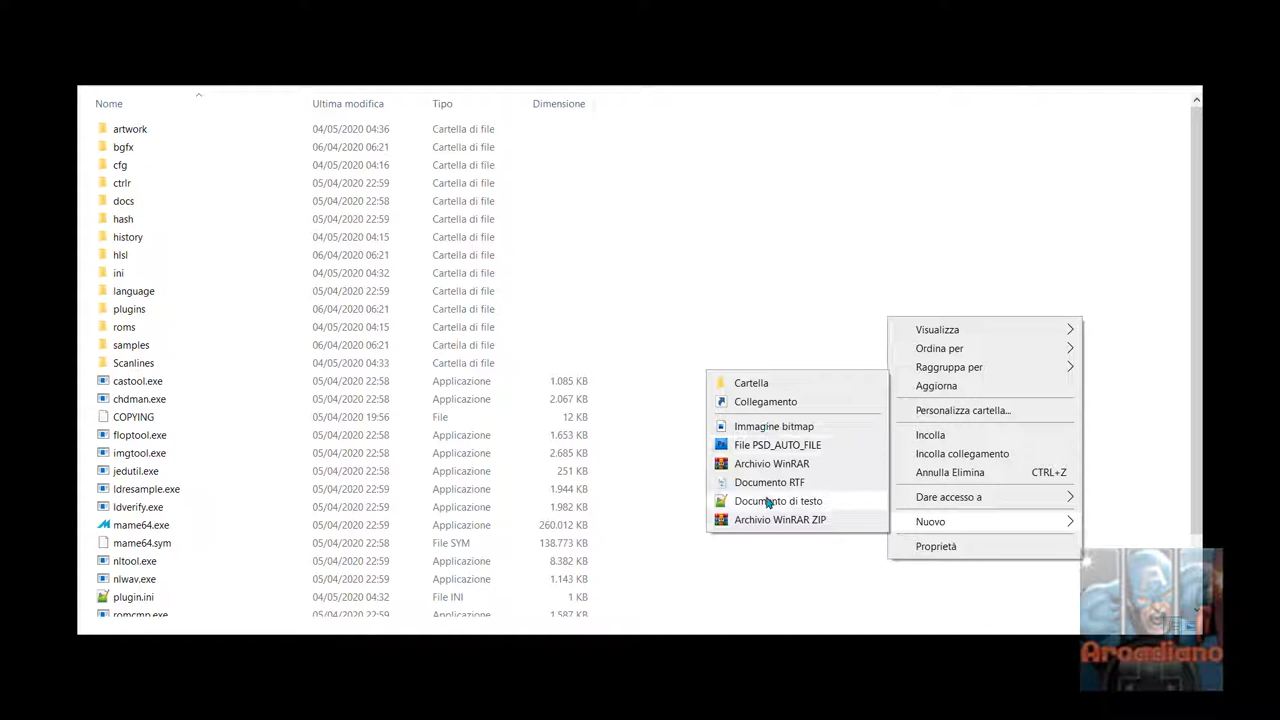 Nome Ultima modifica Tipo Dimensione
artwork 04/05/2020 04:36 Cartella di file
bgfx 06/04/2020 06:21 Cartella di file
cfg 04/05/2020 04:16 Cartella di file
ctrlr 05/04/2020 22:59 Cartella di file
docs 05/04/2020 22:58 Cartella di file
hash 05/04/2020 22:59 Cartella di file
history 04/05/2020 04:15 Cartella di file
hlsl 06/04/2020 06:21 Cartella di file
ini 04/05/2020 04:32 Cartella di file
language 05/04/2020 22:59 Cartella di file
plugins 06/04/2020 06:21 Cartella di file
roms 04/05/2020 04:15 Cartella di file
samples 06/04/2020 06:21 Cartella di file
Scanlines 04/05/2020 04:33 Cartella di file
castool.exe 05/04/2020 22:58 Applicazione 1.085 KB
chdman.exe 05/04/2020 22:58 Applicazione 2.067 KB
COPYING 05/04/2020 19:56 File 12 KB
floptool.exe 05/04/2020 22:58 Applicazione 1.653 KB
imgtool.exe 05/04/2020 22:58 Applicazione 2.685 KB
jedutil.exe 05/04/2020 22:58 Applicazione 251 KB
ldresample.exe 05/04/2020 22:58 Applicazione 1.944 KB
ldverify.exe 05/04/2020 22:58 Applicazione 1.982 KB
mame64.exe 05/04/2020 22:58 Applicazione 260.012 KB
mame64.sym 05/04/2020 22:58 File SYM 138.773 KB
nltool.exe 05/04/2020 22:59 Applicazione 8.382 KB
nlwav.exe 05/04/2020 22:59 Applicazione 1.143 KB
plugin.ini 04/05/2020 04:32 File INI 1 KB
romcmp.exe 05/04/2020 22:59 Applicazione 1.587 KB
Cartella
Collegamento
Immagine bitmap
File PSD_AUTO_FILE
Archivio WinRAR
Documento RTF
Documento di testo
Archivio WinRAR ZIP
Visualizza
Ordina per
Raggruppa per
Aggiorna
Personalizza cartella...
Incolla
Incolla collegamento
Annulla Elimina CTRL+Z
Dare accesso a
Nuovo
Proprietà
Arcadiano